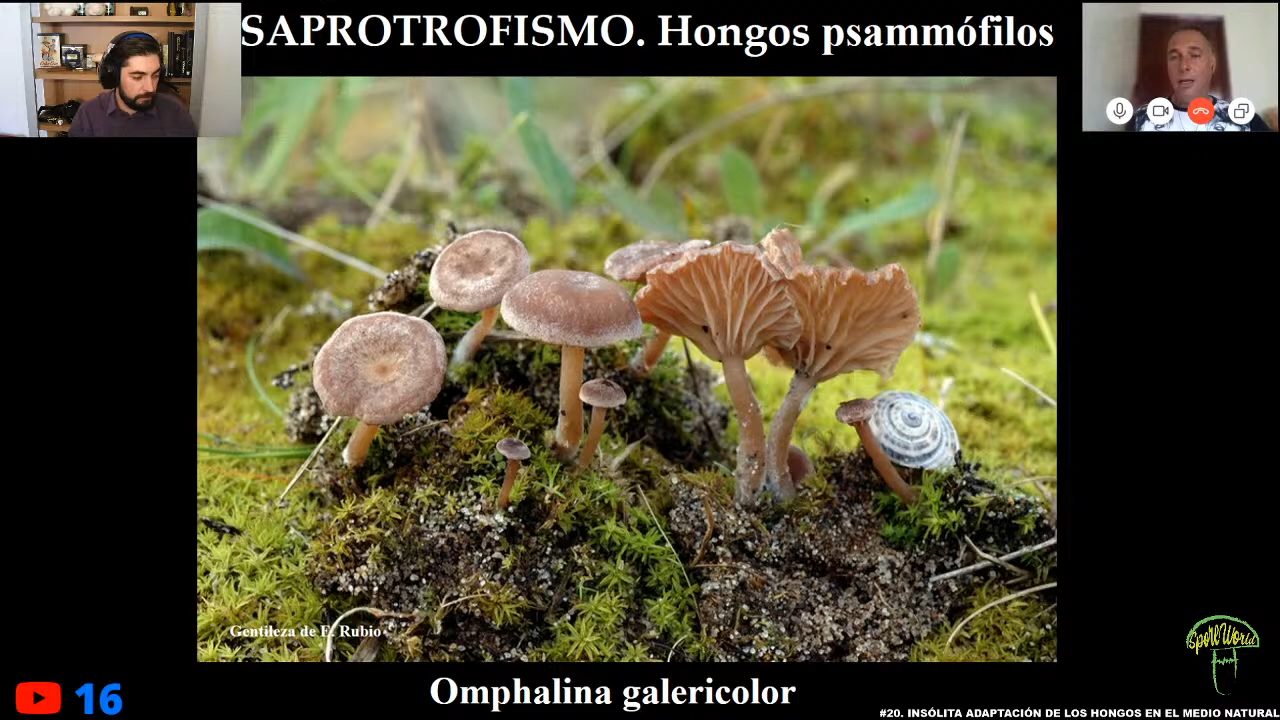 SAPROTROFISMO. Hongos psammófilos
Gentileza de E. Rubio
Omphalina galericolor
16
SporeWorld
#20. INSÓLITA ADAPTACIÓN DE LOS HONGOS EN EL MEDIO NATURAL